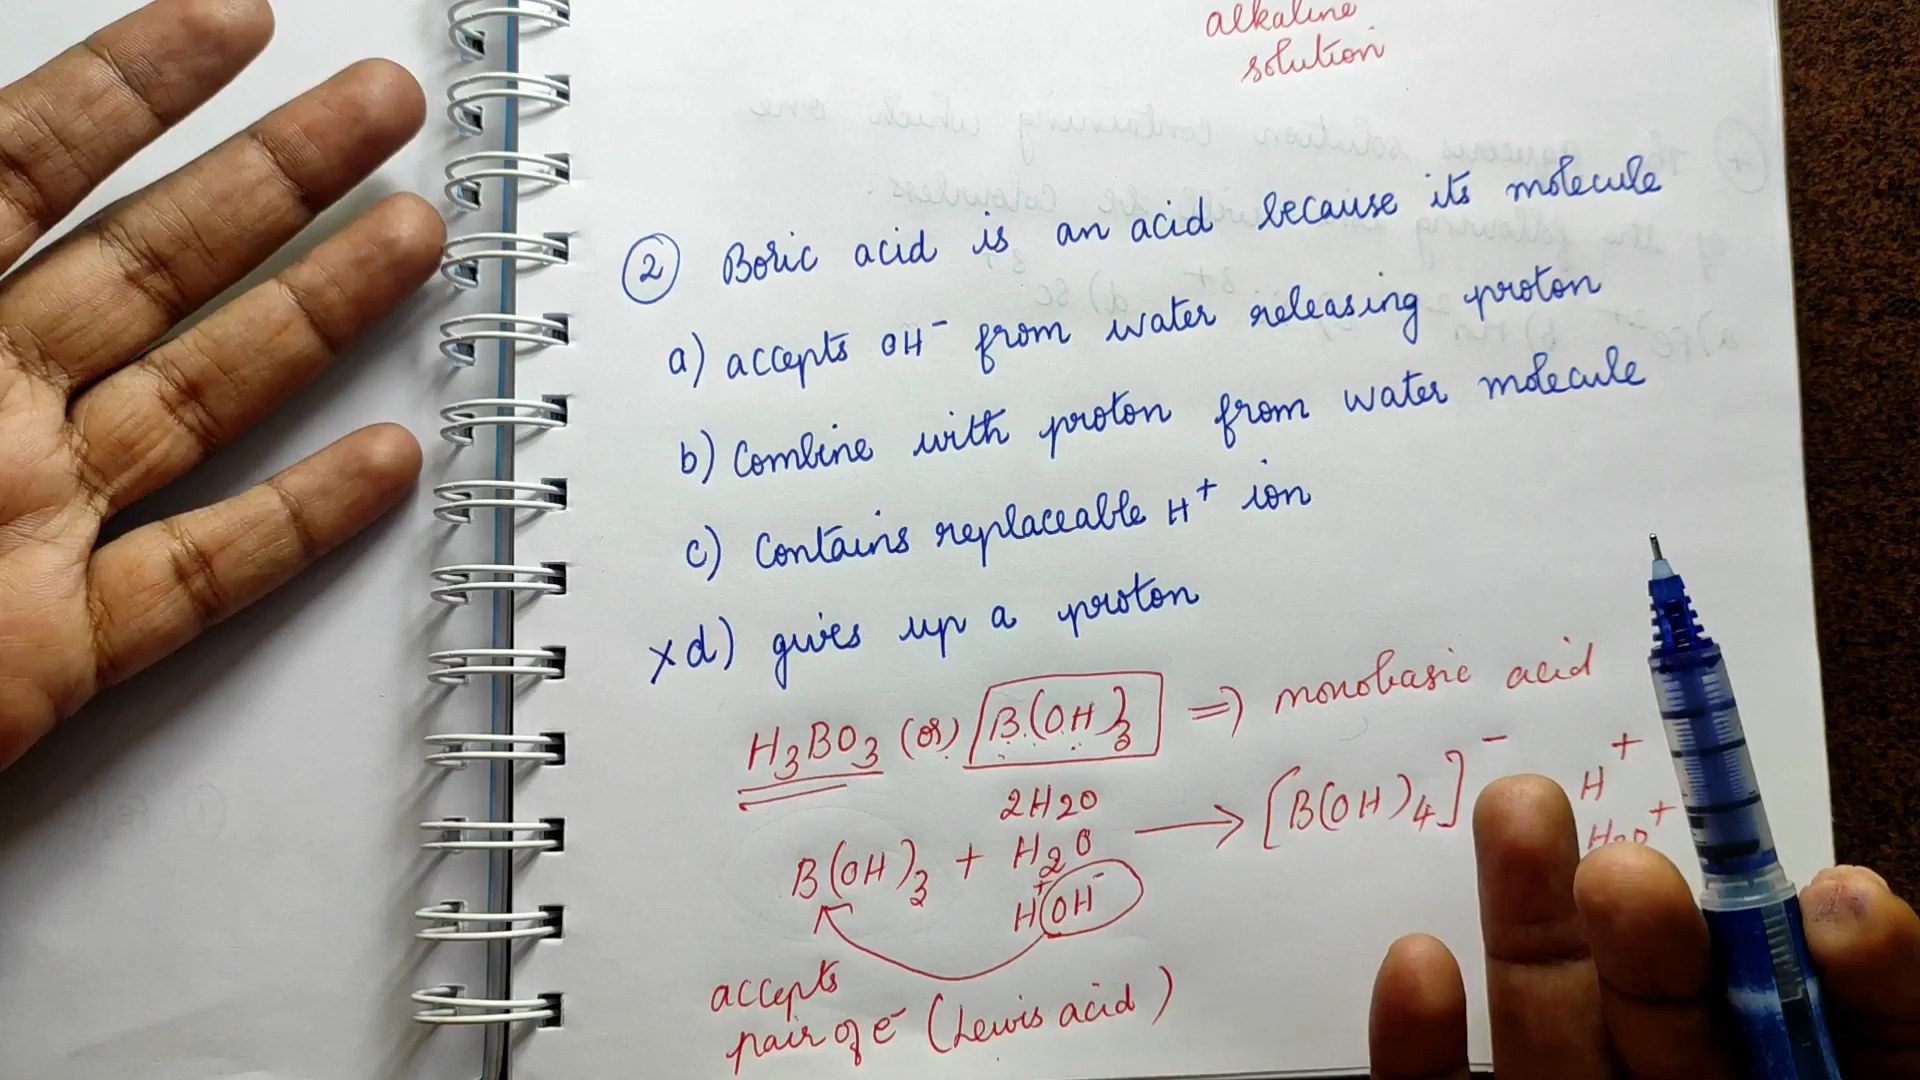 alkaline
solution
② Boric acid is an acid because its molecule
a) accepts OH⁻ from water releasing proton
b) Combine with proton from water molecule
c) Contains replaceable H⁺ ion
x d) gives up a proton
H₃BO₃ (or) B(OH)₃ ⇒ monobasic acid
2H2O
B(OH)₃ + H₂O → [B(OH)₄]⁻ H⁺
H⁺ OH⁻
accepts
pair of e⁻ (Lewis acid)